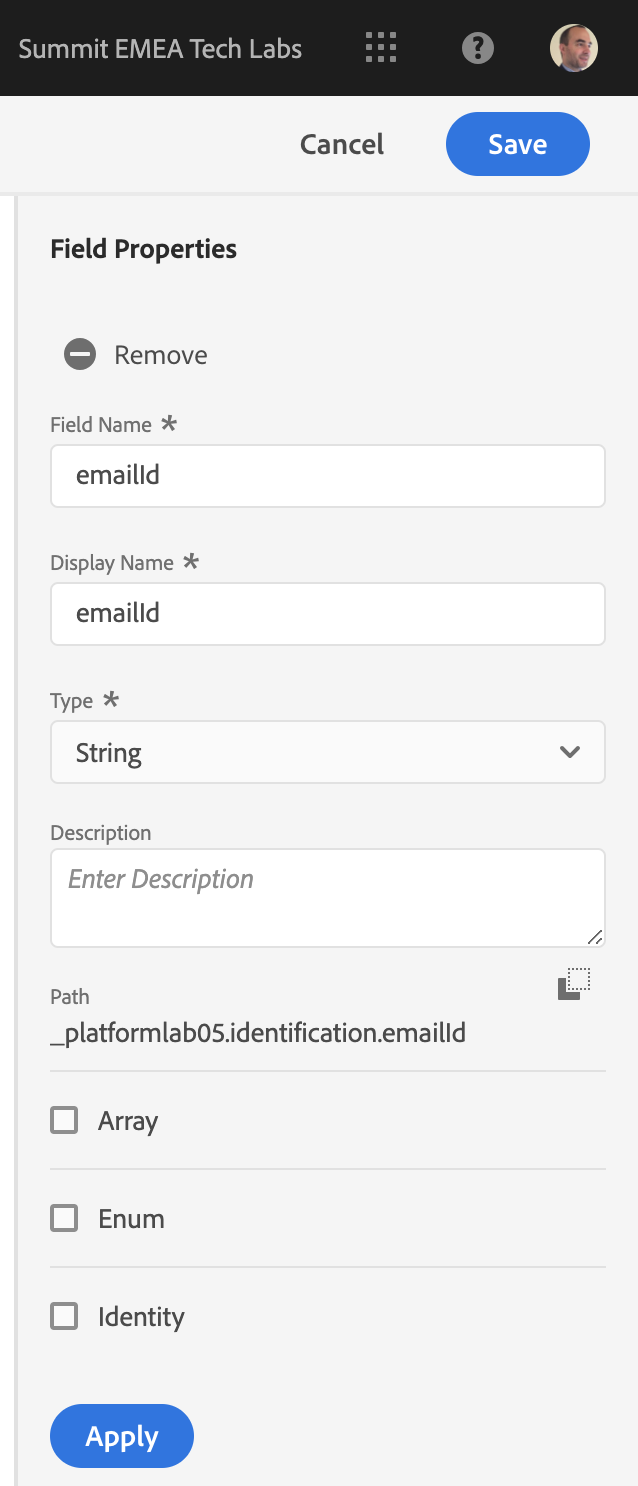 Summit EMEA Tech Labs
Cancel
Save
Field Properties
Remove
Field Name *
emailId
Display Name *
emailId
Type *
String
Description
Enter Description
Path
_platformlab05.identification.emailId
Array
Enum
Identity
Apply